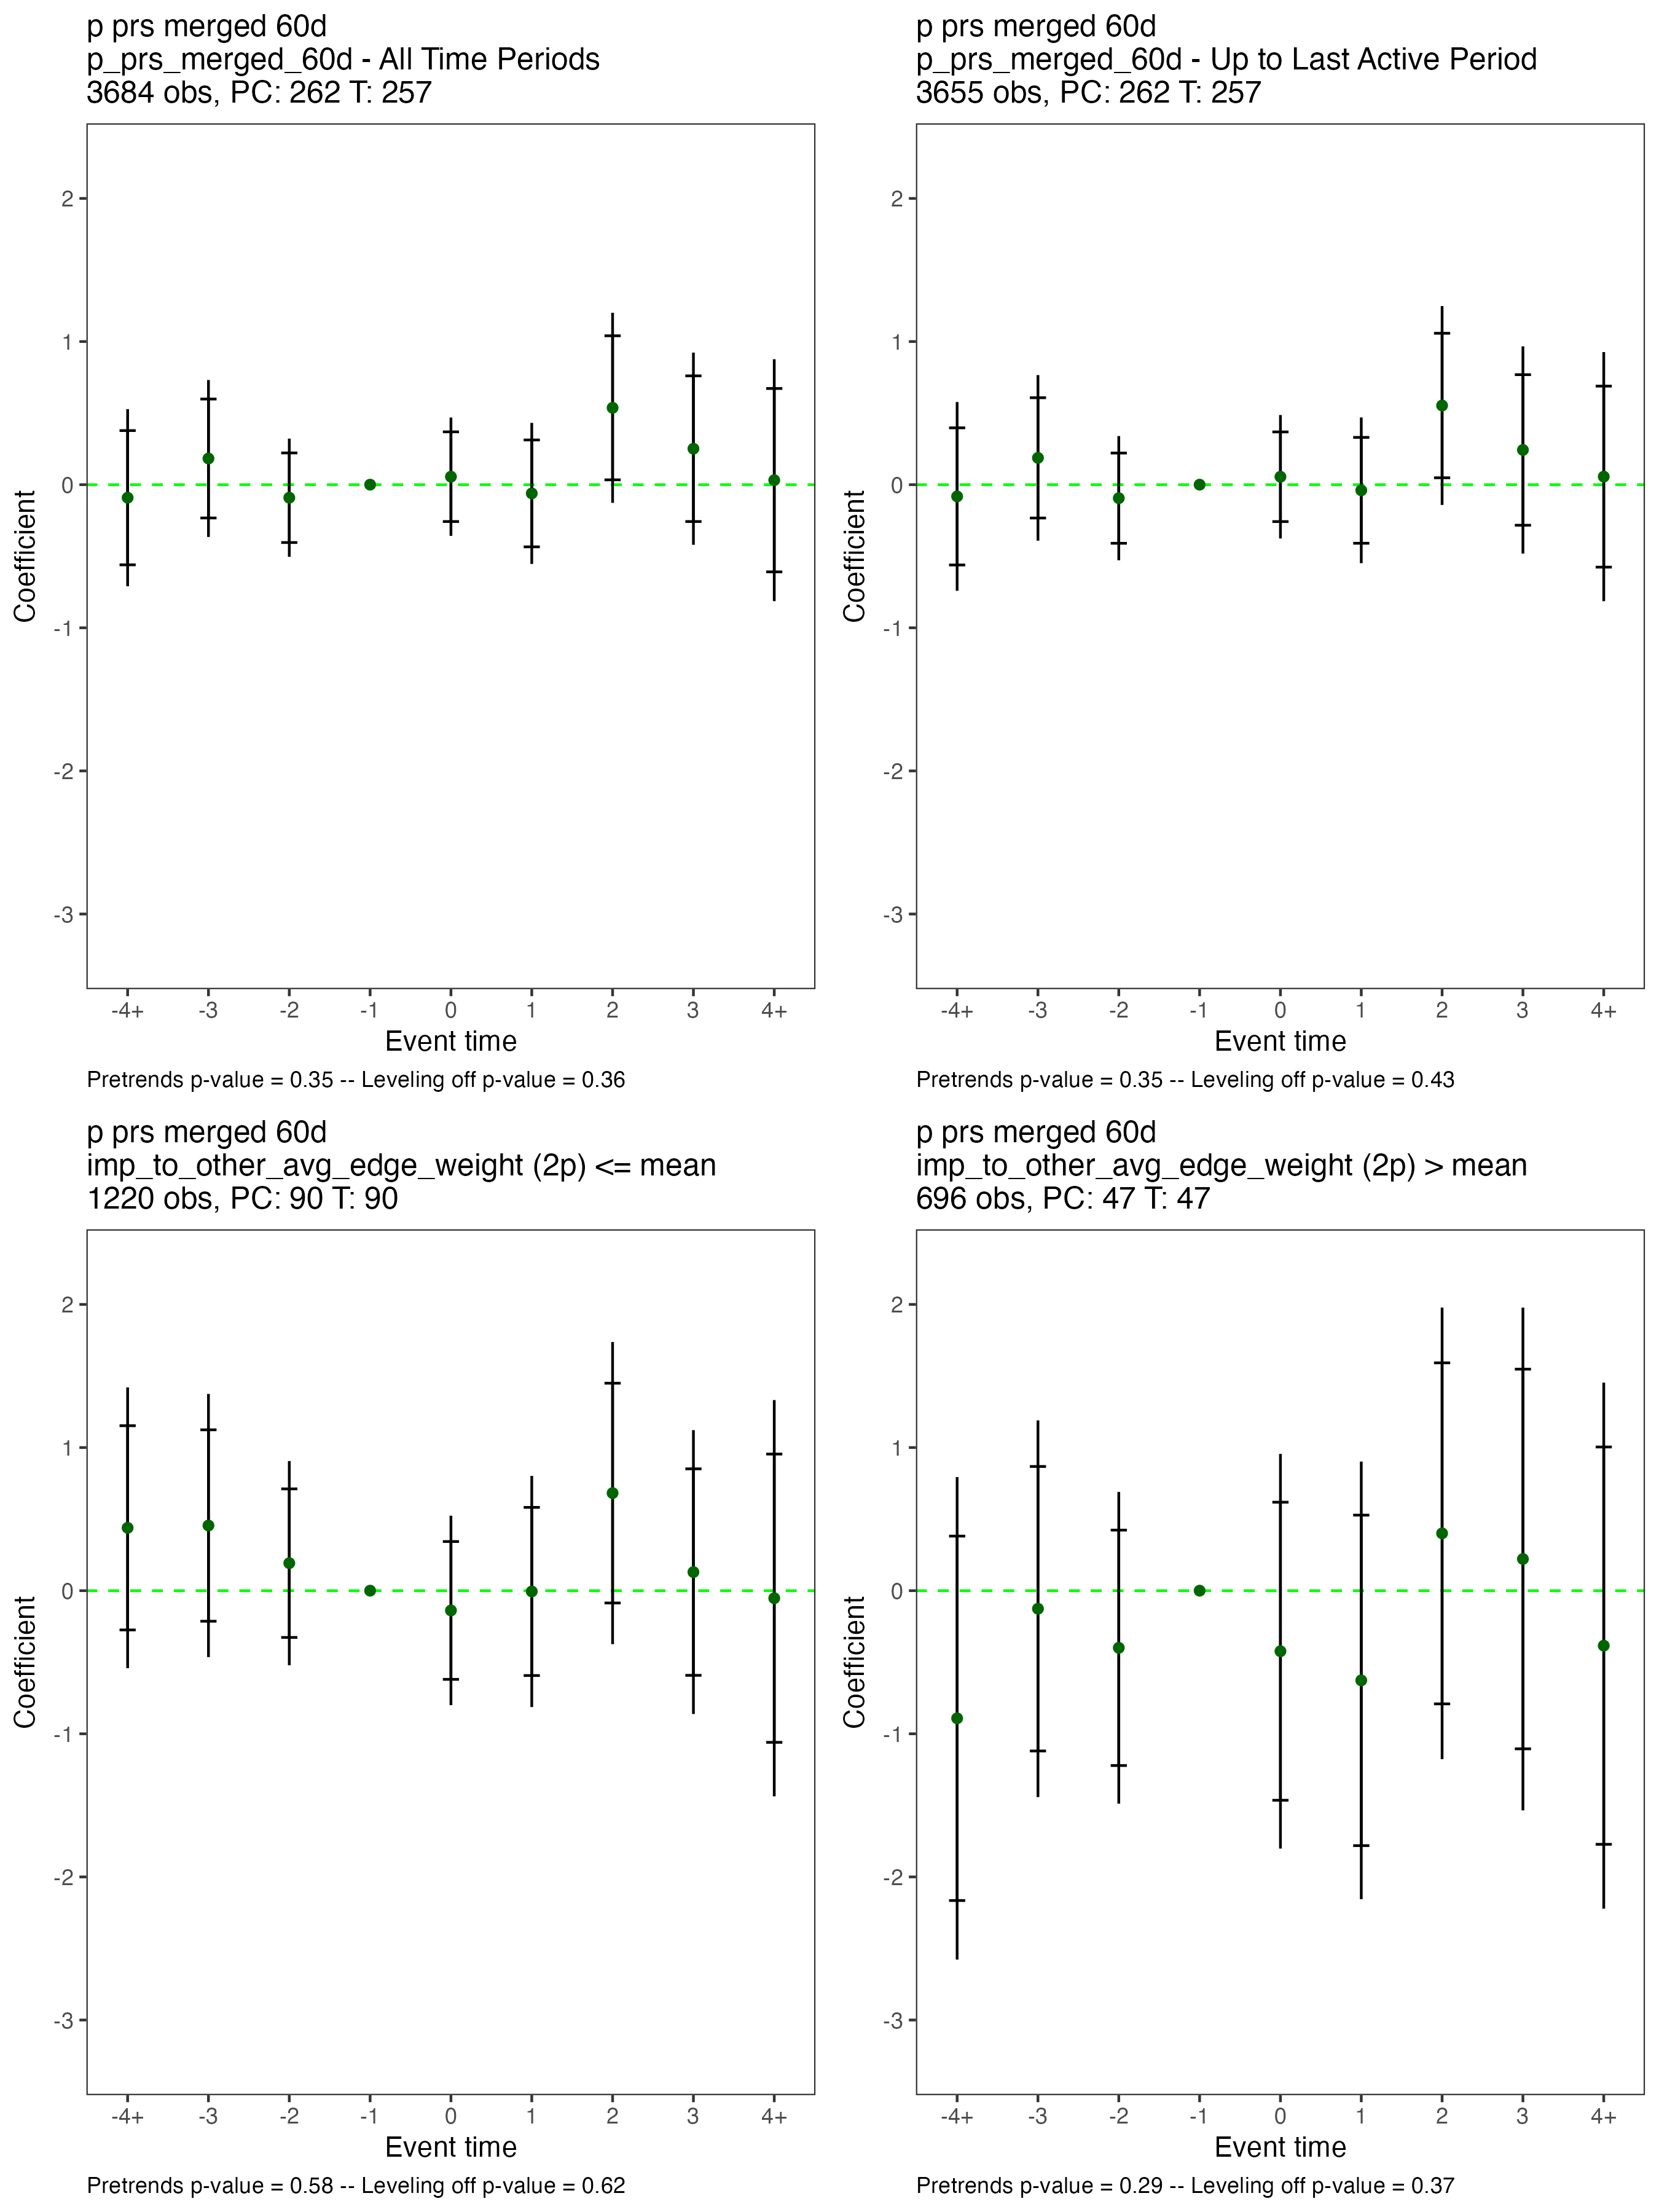 p prs merged 60d
p_prs_merged_60d - All Time Periods
3684 obs, PC: 262 T: 257
2
1
0
-1
-2
-3
Coefficient
-4+ -3 -2 -1 0 1 2 3 4+
Event time
Pretrends p-value = 0.35 -- Leveling off p-value = 0.36
p prs merged 60d
p_prs_merged_60d - Up to Last Active Period
3655 obs, PC: 262 T: 257
2
1
0
-1
-2
-3
Coefficient
-4+ -3 -2 -1 0 1 2 3 4+
Event time
Pretrends p-value = 0.35 -- Leveling off p-value = 0.43
p prs merged 60d
imp_to_other_avg_edge_weight (2p) <= mean
1220 obs, PC: 90 T: 90
2
1
0
-1
-2
-3
Coefficient
-4+ -3 -2 -1 0 1 2 3 4+
Event time
Pretrends p-value = 0.58 -- Leveling off p-value = 0.62
p prs merged 60d
imp_to_other_avg_edge_weight (2p) > mean
696 obs, PC: 47 T: 47
2
1
0
-1
-2
-3
Coefficient
-4+ -3 -2 -1 0 1 2 3 4+
Event time
Pretrends p-value = 0.29 -- Leveling off p-value = 0.37